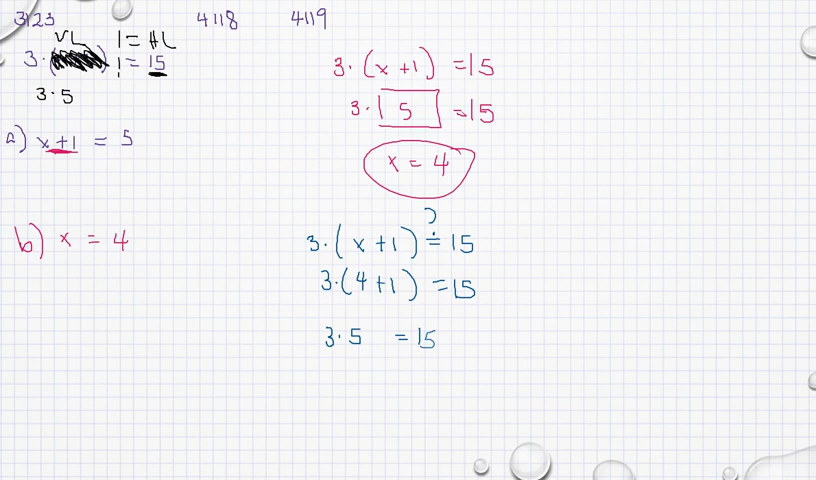 3123 4118 4119
VL | = HL
3 · ( ) | = 15
3 · 5
a) x + 1 = 5
b) x = 4
3 · (x + 1) = 15
3 · 5 = 15
x = 4
3 · (x + 1) ?= 15
3 · (4 + 1) = 15
3 · 5 = 15